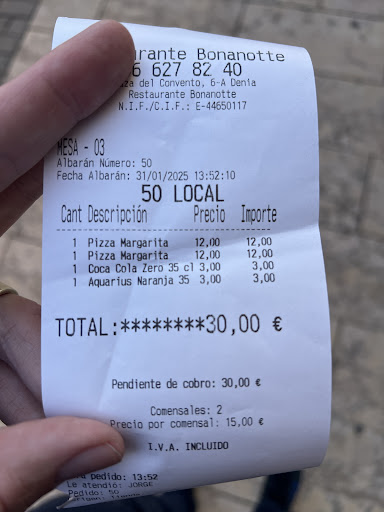 urante Bonanotte
6 627 82 40
za del Convento, 6-A Denia
Restaurante Bonanotte
N.I.F./C.I.F.: E-44650117
MESA - 03
Albarán Número: 50
Fecha Albarán: 31/01/2025 13:52:10
50 LOCAL
Cant Descripción Precio Importe
1 Pizza Margarita 12,00 12,00
1 Pizza Margarita 12,00 12,00
1 Coca Cola Zero 35 cl 3,00 3,00
1 Aquarius Naranja 35 3,00 3,00
TOTAL:********30,00 €
Pendiente de cobro: 30,00 €
Comensales: 2
Precio por comensal: 15,00 €
I.V.A. INCLUIDO
pedido: 13:52
Le atendió: JORGE
Pedido: 50